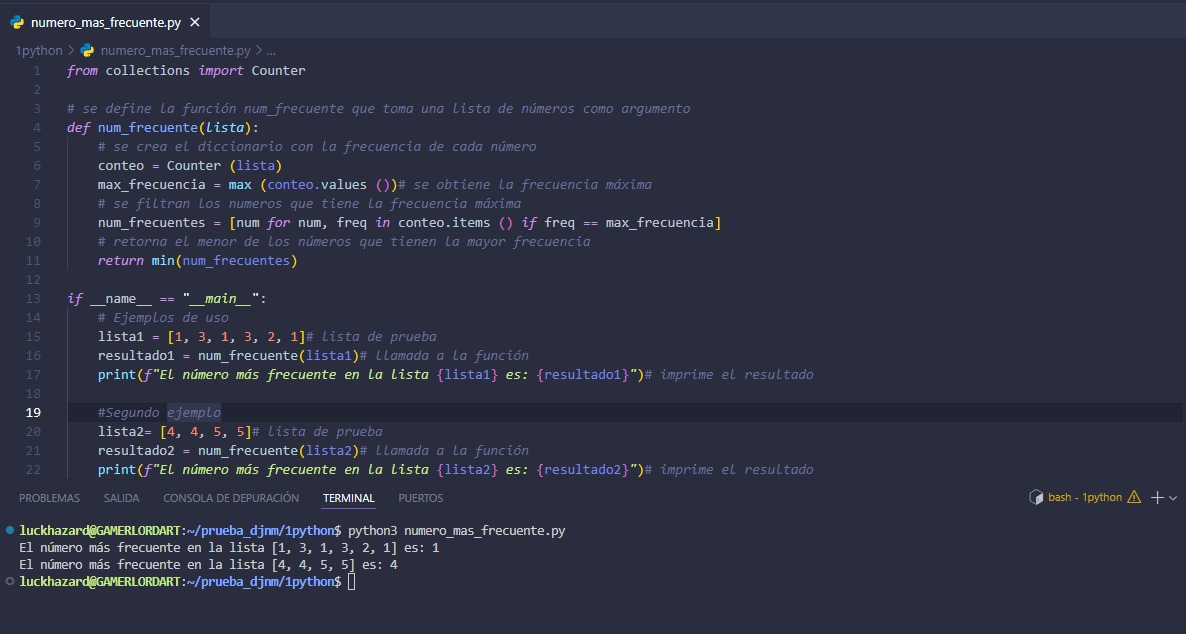 numero_mas_frecuente.py ×
1python > numero_mas_frecuente.py > ...
1 from collections import Counter
2
3 # se define la función num_frecuente que toma una lista de números como argumento
4 def num_frecuente(lista):
5     # se crea el diccionario con la frecuencia de cada número
6     conteo = Counter (lista)
7     max_frecuencia = max (conteo.values ())# se obtiene la frecuencia máxima
8     # se filtran los numeros que tiene la frecuencia máxima
9     num_frecuentes = [num for num, freq in conteo.items () if freq == max_frecuencia]
10     # retorna el menor de los números que tienen la mayor frecuencia
11     return min(num_frecuentes)
12
13 if __name__ == "__main__":
14     # Ejemplos de uso
15     lista1 = [1, 3, 1, 3, 2, 1]# lista de prueba
16     resultado1 = num_frecuente(lista1)# llamada a la función
17     print(f"El número más frecuente en la lista {lista1} es: {resultado1}")# imprime el resultado
18
19     #Segundo ejemplo
20     lista2= [4, 4, 5, 5]# lista de prueba
21     resultado2 = num_frecuente(lista2)# llamada a la función
22     print(f"El número más frecuente en la lista {lista2} es: {resultado2}")# imprime el resultado
PROBLEMAS SALIDA CONSOLA DE DEPURACIÓN TERMINAL PUERTOS bash - 1python
luckhazard@GAMERLORDART:~/prueba_djnm/1python$ python3 numero_mas_frecuente.py
El número más frecuente en la lista [1, 3, 1, 3, 2, 1] es: 1
El número más frecuente en la lista [4, 4, 5, 5] es: 4
luckhazard@GAMERLORDART:~/prueba_djnm/1python$